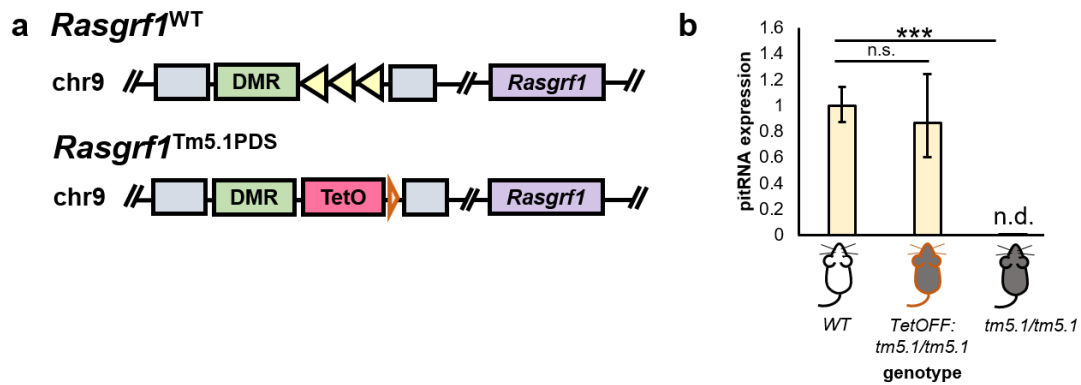 a Rasgrf1WT
chr9 // DMR // Rasgrf1 //
Rasgrf1Tm5.1PDS
chr9 // DMR TetO // Rasgrf1 //
b
pitRNA expression
1.6
1.4
1.2
1
0.8
0.6
0.4
0.2
0
***
n.s.
n.d.
WT
TetOFF:
tm5.1/tm5.1
tm5.1/tm5.1
genotype